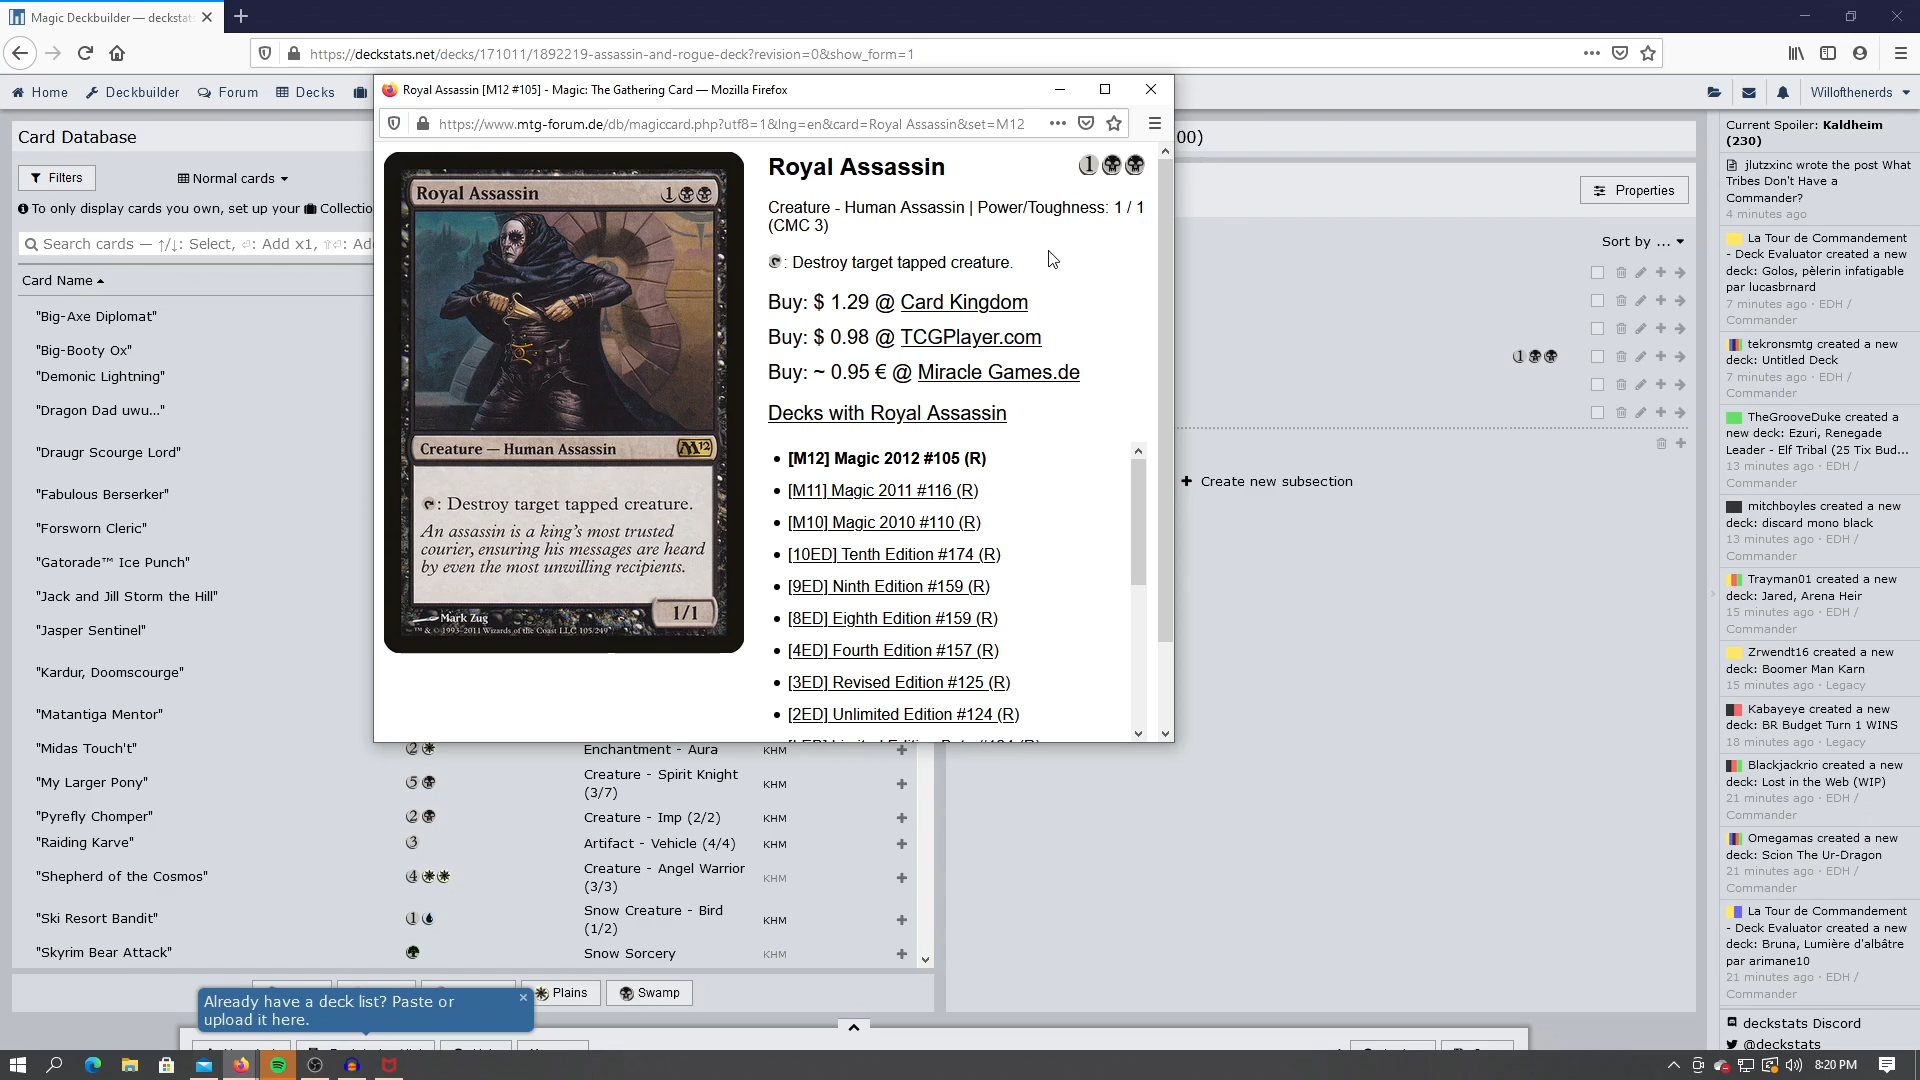 Magic Deckbuilder — deckstat
https://deckstats.net/decks/171011/1892219-assassin-and-rogue-deck?revision=0&show_form=1
Home
Deckbuilder
Forum
Decks
Willofthenerds
Royal Assassin [M12 #105] - Magic: The Gathering Card — Mozilla Firefox
https://www.mtg-forum.de/db/magiccard.php?utf8=1&lng=en&card=Royal Assassin&set=M12
Card Database
Filters
Normal cards
To only display cards you own, set up your Collectio
Search cards — ↑/↓: Select, ⏎: Add x1, ⇧⏎: Ad
Card Name
"Big-Axe Diplomat"
"Big-Booty Ox"
"Demonic Lightning"
"Dragon Dad uwu..."
"Draugr Scourge Lord"
"Fabulous Berserker"
"Forsworn Cleric"
"Gatorade™ Ice Punch"
"Jack and Jill Storm the Hill"
"Jasper Sentinel"
"Kardur, Doomscourge"
"Matantiga Mentor"
"Midas Touch't" 2 Enchantment - Aura KHM
"My Larger Pony" 5 Creature - Spirit Knight (3/7) KHM
"Pyrefly Chomper" 2 Creature - Imp (2/2) KHM
"Raiding Karve" 3 Artifact - Vehicle (4/4) KHM
"Shepherd of the Cosmos" 4 Creature - Angel Warrior (3/3) KHM
"Ski Resort Bandit" 1 Snow Creature - Bird (1/2) KHM
"Skyrim Bear Attack" Snow Sorcery KHM
Plains
Swamp
Already have a deck list? Paste or
upload it here.
Royal Assassin 1
Creature — Human Assassin M12
: Destroy target tapped creature.
An assassin is a king's most trusted
courier, ensuring his messages are heard
by even the most unwilling recipients.
1/1
Mark Zug
™ & © 1993-2011 Wizards of the Coast LLC 105/249
Royal Assassin 1
Creature - Human Assassin | Power/Toughness: 1 / 1
(CMC 3)
: Destroy target tapped creature.
Buy: $ 1.29 @ Card Kingdom
Buy: $ 0.98 @ TCGPlayer.com
Buy: ~ 0.95 € @ Miracle Games.de
Decks with Royal Assassin
[M12] Magic 2012 #105 (R)
[M11] Magic 2011 #116 (R)
[M10] Magic 2010 #110 (R)
[10ED] Tenth Edition #174 (R)
[9ED] Ninth Edition #159 (R)
[8ED] Eighth Edition #159 (R)
[4ED] Fourth Edition #157 (R)
[3ED] Revised Edition #125 (R)
[2ED] Unlimited Edition #124 (R)
00)
Properties
Sort by ...
1
Create new subsection
Current Spoiler: Kaldheim
(230)
jlutzxinc wrote the post What
Tribes Don't Have a
Commander?
4 minutes ago
La Tour de Commandement
- Deck Evaluator created a new
deck: Golos, pèlerin infatigable
par lucasbrnard
7 minutes ago · EDH /
Commander
tekronsmtg created a new
deck: Untitled Deck
7 minutes ago · EDH /
Commander
TheGrooveDuke created a
new deck: Ezuri, Renegade
Leader - Elf Tribal (25 Tix Bud...
13 minutes ago · EDH /
Commander
mitchboyles created a new
deck: discard mono black
13 minutes ago · EDH /
Commander
Trayman01 created a new
deck: Jared, Arena Heir
15 minutes ago · EDH /
Commander
Zrwendt16 created a new
deck: Boomer Man Karn
15 minutes ago · Legacy
Kabayeye created a new
deck: BR Budget Turn 1 WINS
18 minutes ago · Legacy
Blackjackrio created a new
deck: Lost in the Web (WIP)
21 minutes ago · EDH /
Commander
Omegamas created a new
deck: Scion The Ur-Dragon
21 minutes ago · EDH /
Commander
La Tour de Commandement
- Deck Evaluator created a new
deck: Bruna, Lumière d'albâtre
par arimane10
21 minutes ago · EDH /
Commander
deckstats Discord
@deckstats
8:20 PM